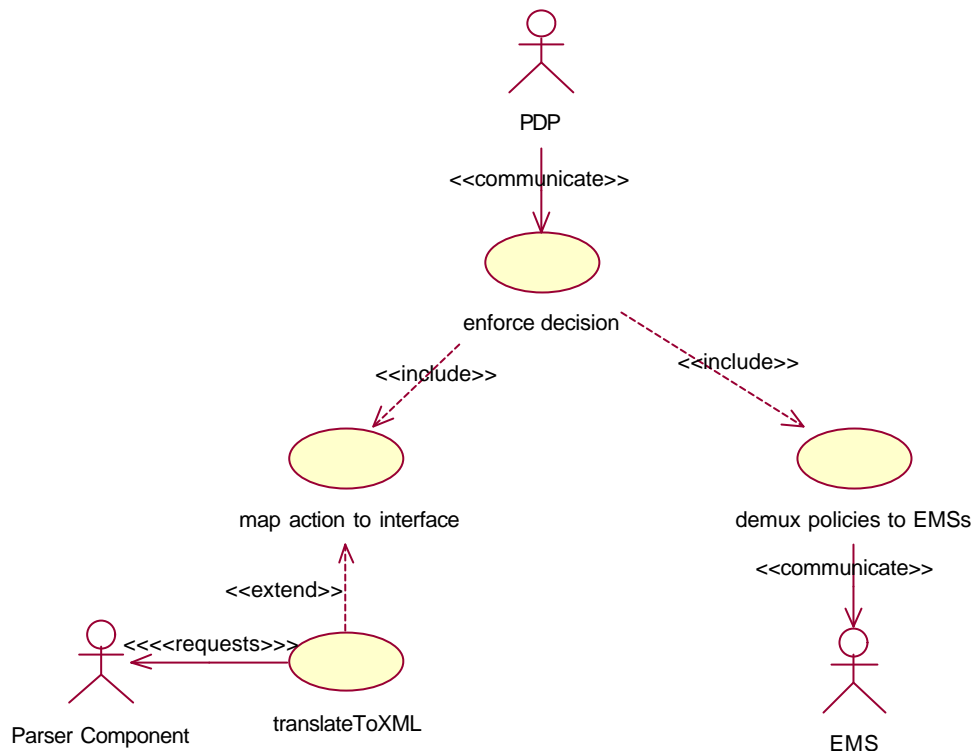 PDP
<<communicate>>
enforce decision
<<include>>
<<include>>
map action to interface
demux policies to EMSs
<<extend>>
<<communicate>>
<<<<requests>>>
Parser Component
translateToXML
EMS